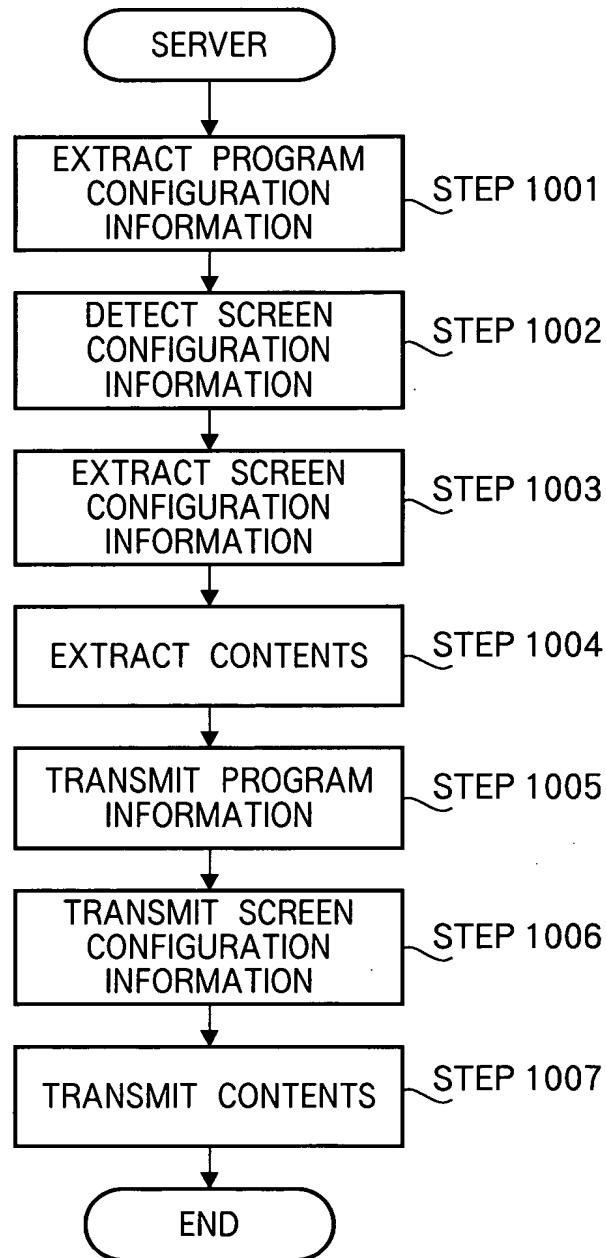 SERVER
EXTRACT PROGRAM
CONFIGURATION
INFORMATION
STEP 1001
DETECT SCREEN
CONFIGURATION
INFORMATION
STEP 1002
EXTRACT SCREEN
CONFIGURATION
INFORMATION
STEP 1003
EXTRACT CONTENTS
STEP 1004
TRANSMIT PROGRAM
INFORMATION
STEP 1005
TRANSMIT SCREEN
CONFIGURATION
INFORMATION
STEP 1006
TRANSMIT CONTENTS
STEP 1007
END